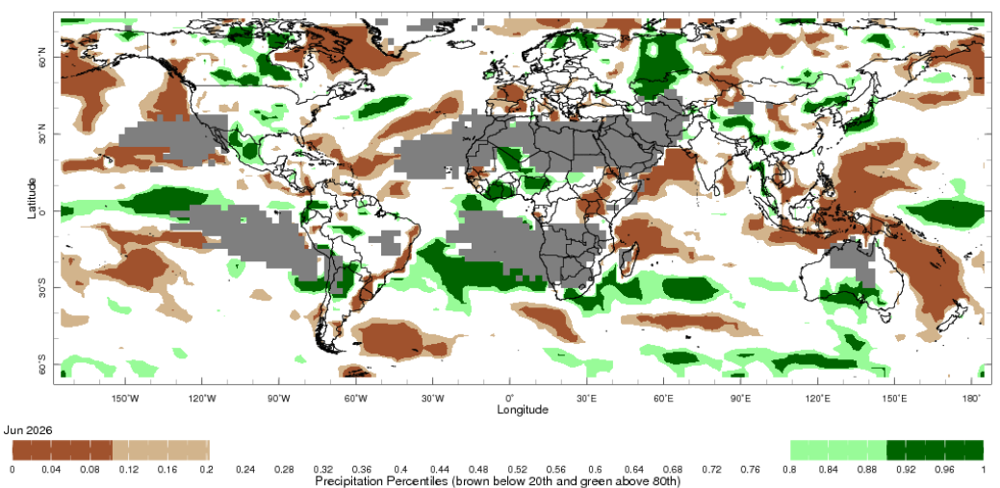 60°N
30°N
0°
30°S
60°S
Latitude
150°W 120°W 90°W 60°W 30°W 0° 30°E 60°E 90°E 120°E 150°E 180°
Longitude
Jun 2026
0 0.04 0.08 0.12 0.16 0.2 0.24 0.28 0.32 0.36 0.4 0.44 0.48 0.52 0.56 0.6 0.64 0.68 0.72 0.76 0.8 0.84 0.88 0.92 0.96 1
Precipitation Percentiles (brown below 20th and green above 80th)